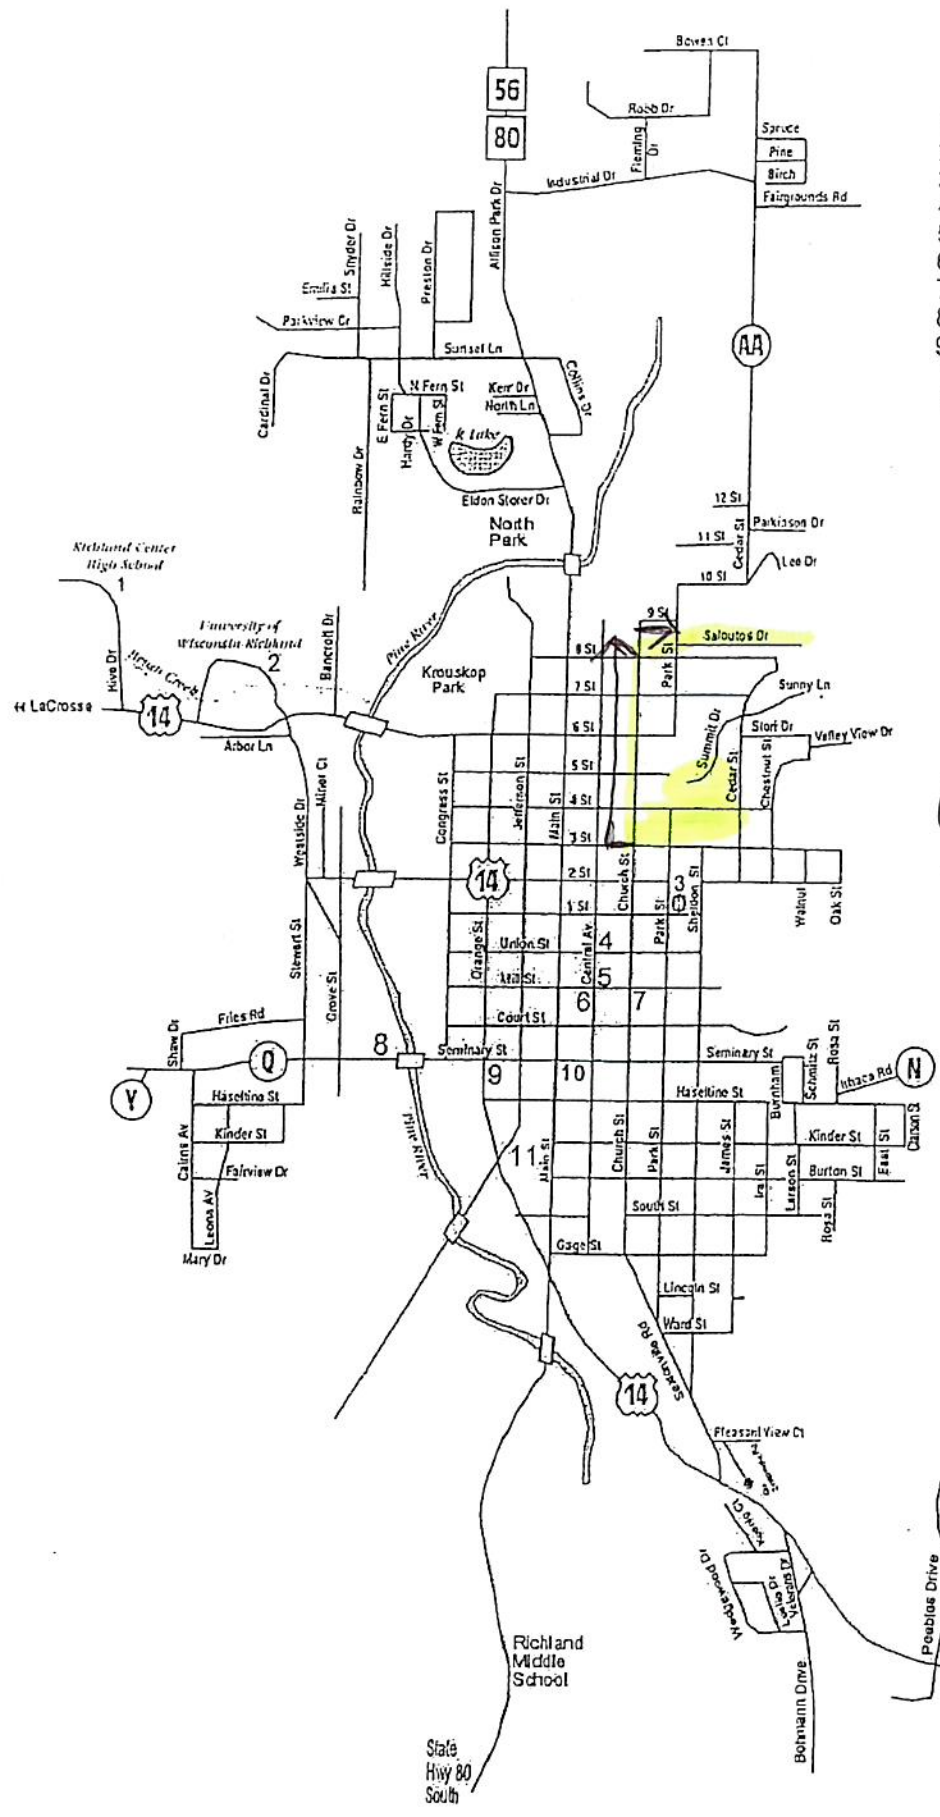 Bowen Ct
56
Robb Dr
80
Fleming Dr
Spruce
Pine
Birch
Industrial Dr
Fairgrounds Rd
Allison Park Dr
Snyder Dr
Hillside Dr
Preston Dr
Emilia St
Parkview Dr
AA
Sunset Ln
Cardinal Dr
Rainbow Dr
E Fern St
N Fern St
Hardy Dr
W Fern St
Kerr Dr
North Ln
Collins Dr
Lake
Eldon Storer Dr
North
Park
12 St
Parkinson Dr
11 St
Cedar St
10 St
Leo Dr
Richland Center
High School
1
University of
Wisconsin-Richland
2
Bancroft Dr
Pine River
Krouskop
Park
9 St
Saloutos Dr
8 St
Park St
7 St
Sunny Ln
Brush Creek
Hive Dr
LaCrosse
14
Arbor Ln
6 St
Summit Dr
Stori Dr
Valley View Dr
5 St
Cedar St
Chestnut St
4 St
3 St
Congress St
Jefferson St
Main St
Miner Ct
Westside Dr
14
2 St
Church St
3
Park St
Sheldon St
Walnut
Oak St
1 St
Stewart St
Grove St
Orange St
Union St
Central Av
4
Mill St
5
6
7
Court St
Files Rd
Shaw Dr
Q
8
Seminary St
Seminary St
Burnham
Schmitz St
Rosa St
Ithaca Rd
N
Y
9
10
Haseltine St
Haseltine St
Kinder St
Cairns Av
Fairview Dr
Leona Av
Mary Dr
Pine River
11
Main St
Church St
Park St
James St
Kinder St
East St
Carson St
Ira St
Larson St
Burton St
South St
Rosa St
Gage St
Lincoln St
Ward St
Sextonville Rd
14
Pleasant View Ct
Wedgewood Dr
Veterans Dr
Peebles Drive
Bohmann Drive
Richland
Middle
School
State
Hwy 80
South